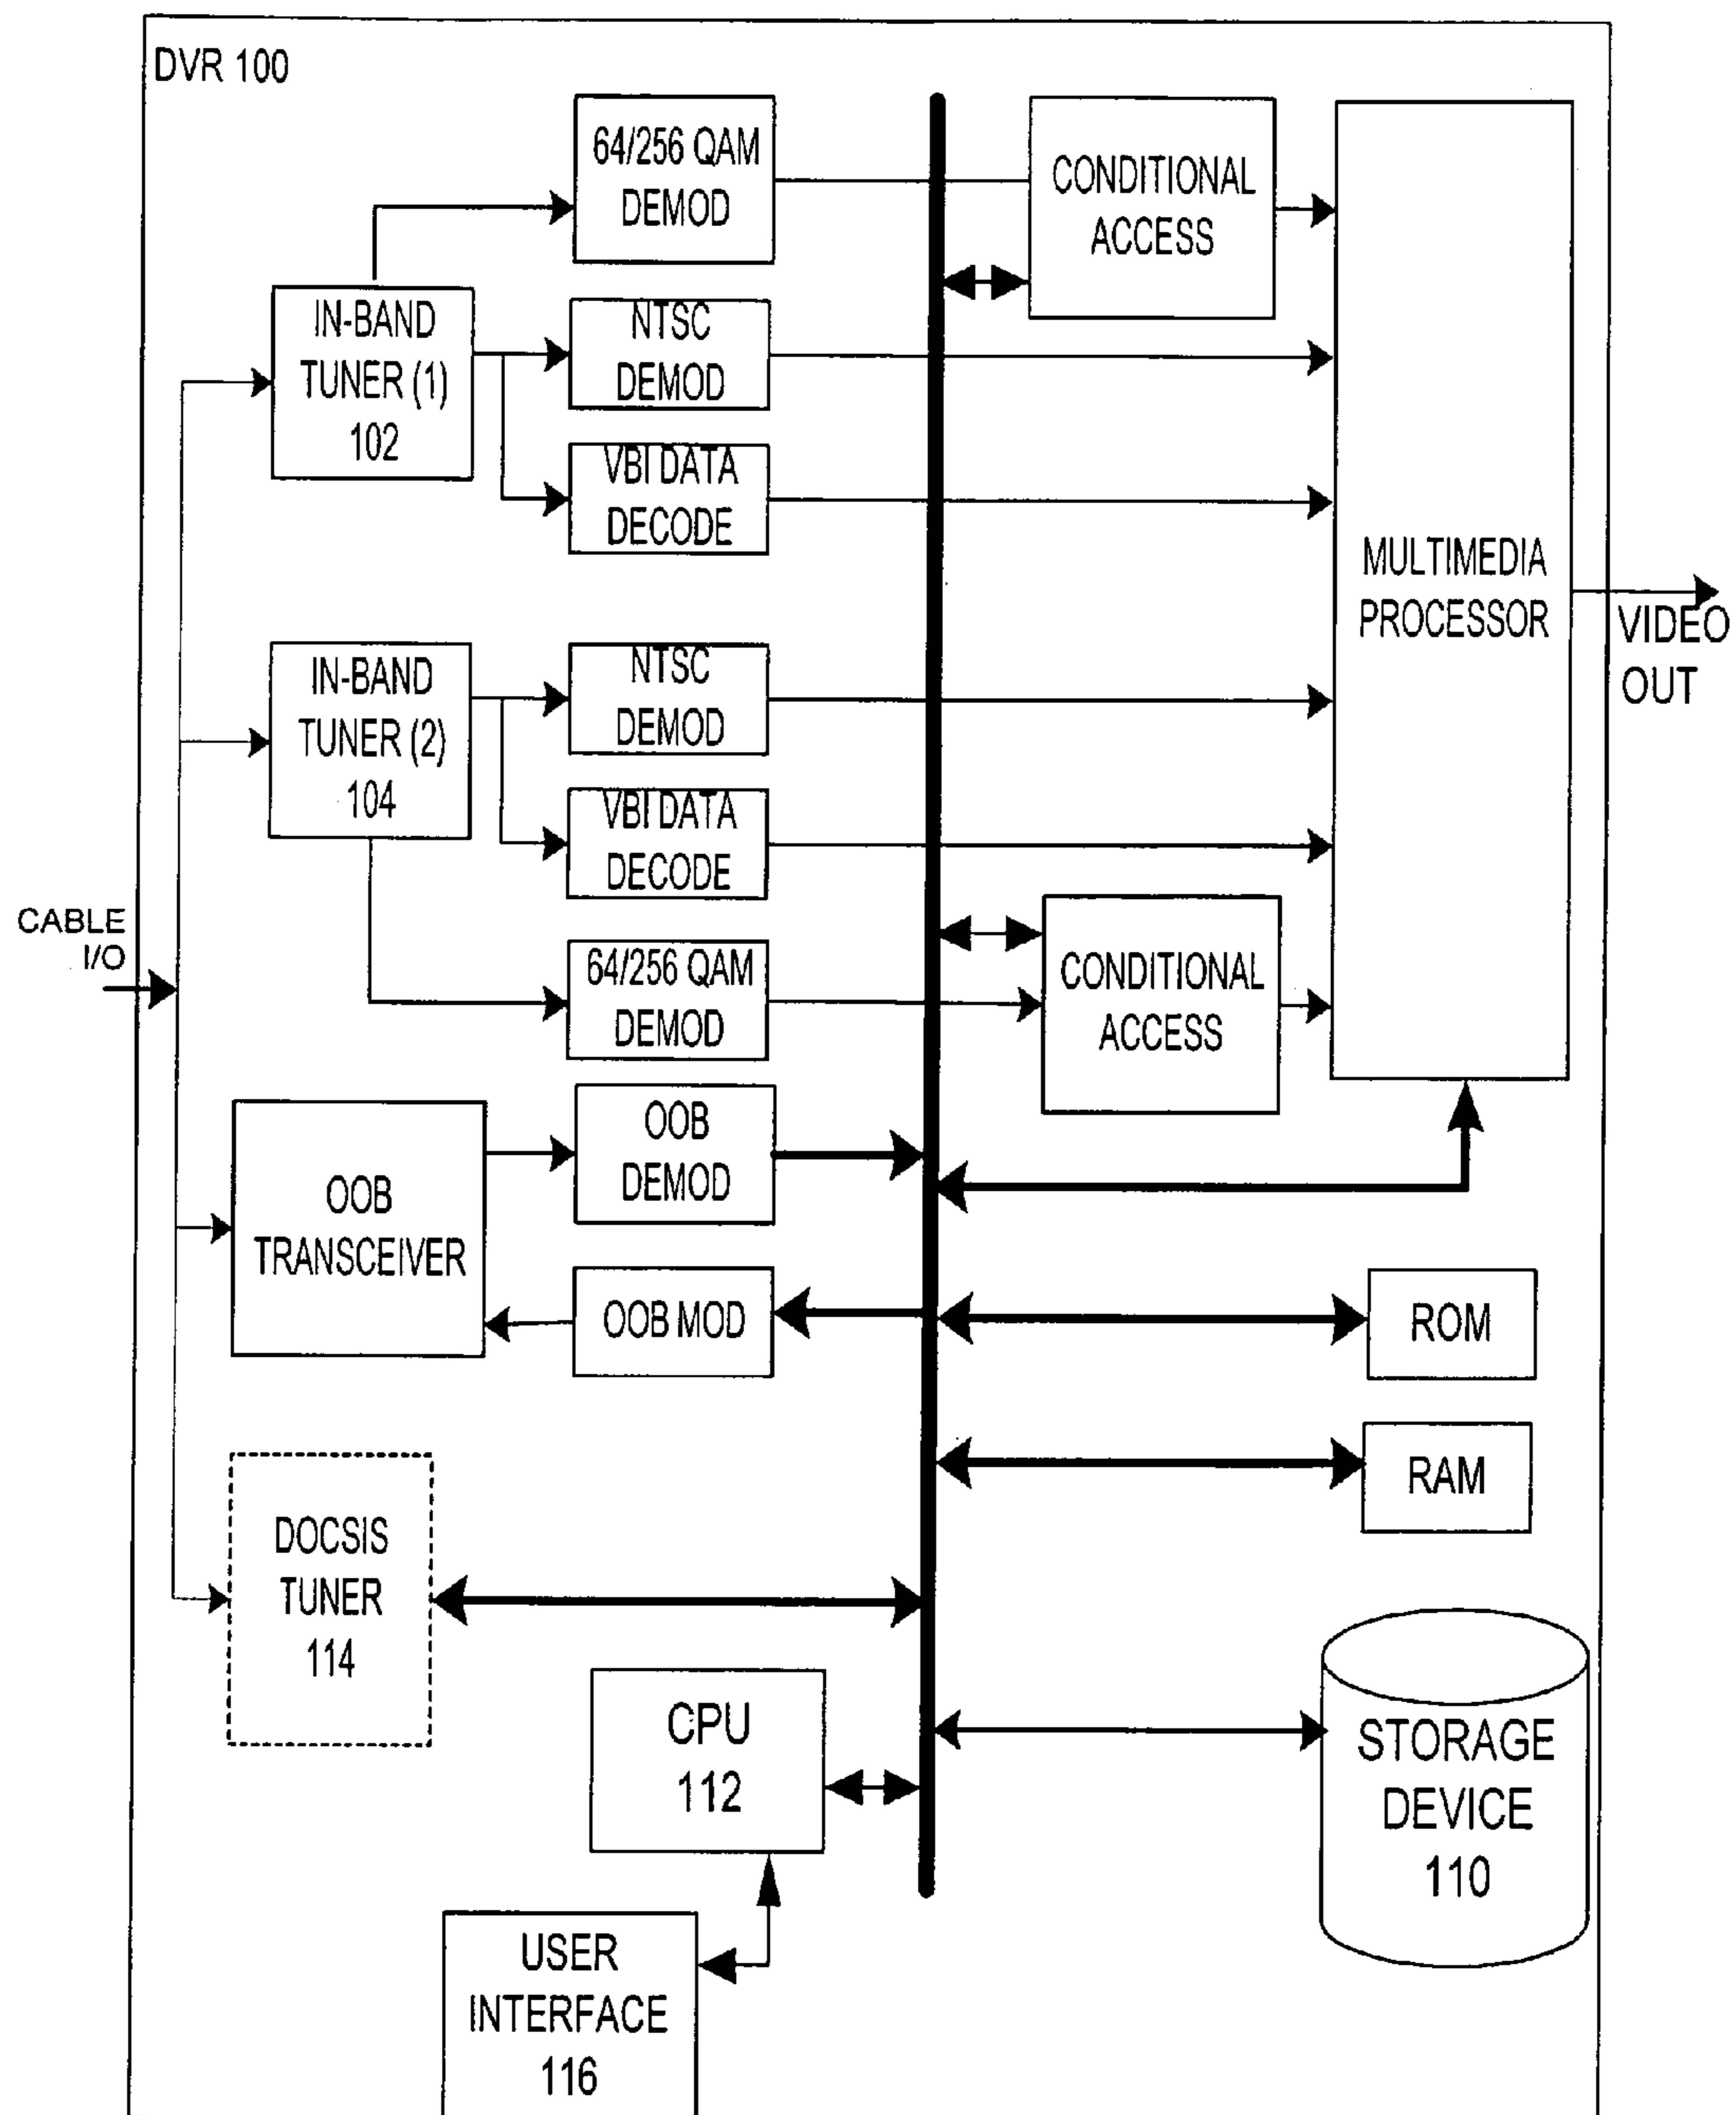 DVR 100
64/256 QAM
DEMOD
CONDITIONAL
ACCESS
IN-BAND
TUNER (1)
102
NTSC
DEMOD
VBI DATA
DECODE
MULTIMEDIA
PROCESSOR
VIDEO
OUT
IN-BAND
TUNER (2)
104
NTSC
DEMOD
VBI DATA
DECODE
CABLE
I/O
64/256 QAM
DEMOD
CONDITIONAL
ACCESS
OOB
TRANSCEIVER
OOB
DEMOD
OOB MOD
ROM
RAM
DOCSIS
TUNER
114
CPU
112
STORAGE
DEVICE
110
USER
INTERFACE
116